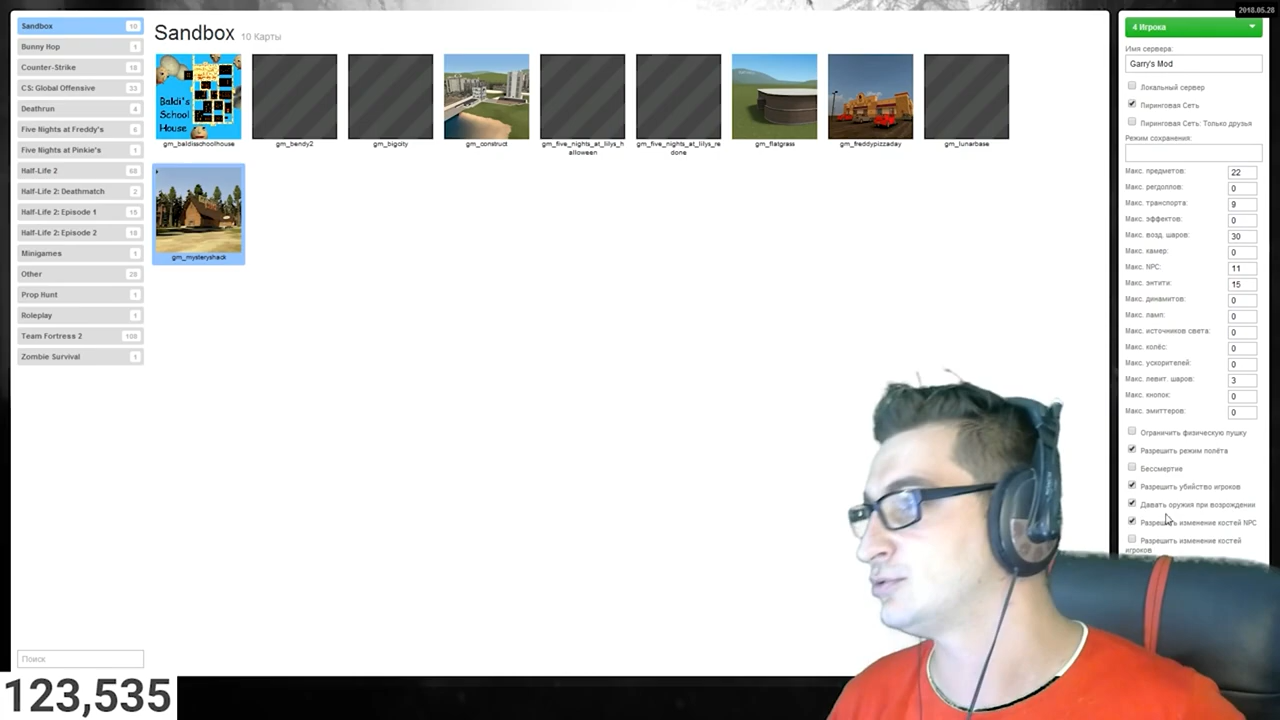 2018.05.28
Sandbox 10
Bunny Hop 1
Counter-Strike 18
CS: Global Offensive 33
Deathrun 4
Five Nights at Freddy's 6
Five Nights at Pinkie's 1
Half-Life 2 68
Half-Life 2: Deathmatch 2
Half-Life 2: Episode 1 15
Half-Life 2: Episode 2 18
Minigames 1
Other 28
Prop Hunt 1
Roleplay 1
Team Fortress 2 108
Zombie Survival 1
Поиск
123,535
Sandbox 10 Карты
Baldi's
School
House
gm_baldisschoolhouse
gm_bendy2
gm_bigcity
gm_construct
gm_five_nights_at_lilys_h
alloween
gm_five_nights_at_lilys_re
done
gm_flatgrass
gm_freddypizzaday
gm_lunarbase
gm_mysteryshack
4 Игрока
Имя сервера:
Garry's Mod
Локальный сервер
Пиринговая Сеть
Пиринговая Сеть: Только друзья
Режим сохранения:
Макс. предметов: 22
Макс. регдоллов: 0
Макс. транспорта: 9
Макс. эффектов: 0
Макс. возд. шаров: 30
Макс. камер: 0
Макс. NPC: 11
Макс. энтити: 15
Макс. динамитов: 0
Макс. ламп: 0
Макс. источников света: 0
Макс. колёс: 0
Макс. ускорителей: 0
Макс. левит. шаров: 3
Макс. кнопок: 0
Макс. эмиттеров: 0
Ограничить физическую пушку
Разрешить режим полёта
Бессмертие
Разрешить убийство игроков
Давать оружия при возрождении
Разрешить изменение костей NPC
Разрешить изменение костей
игроков